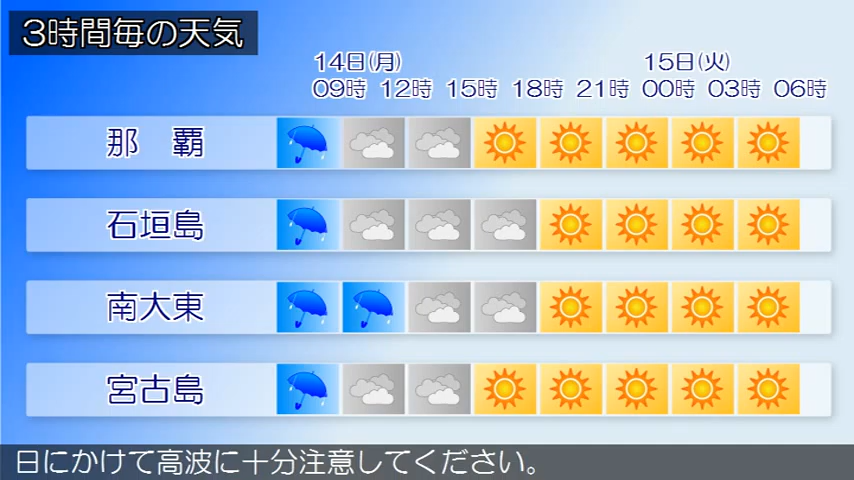 3時間毎の天気
14日(月) 15日(火)
09時 12時 15時 18時 21時 00時 03時 06時
那　覇
石垣島
南大東
宮古島
日にかけて高波に十分注意してください。